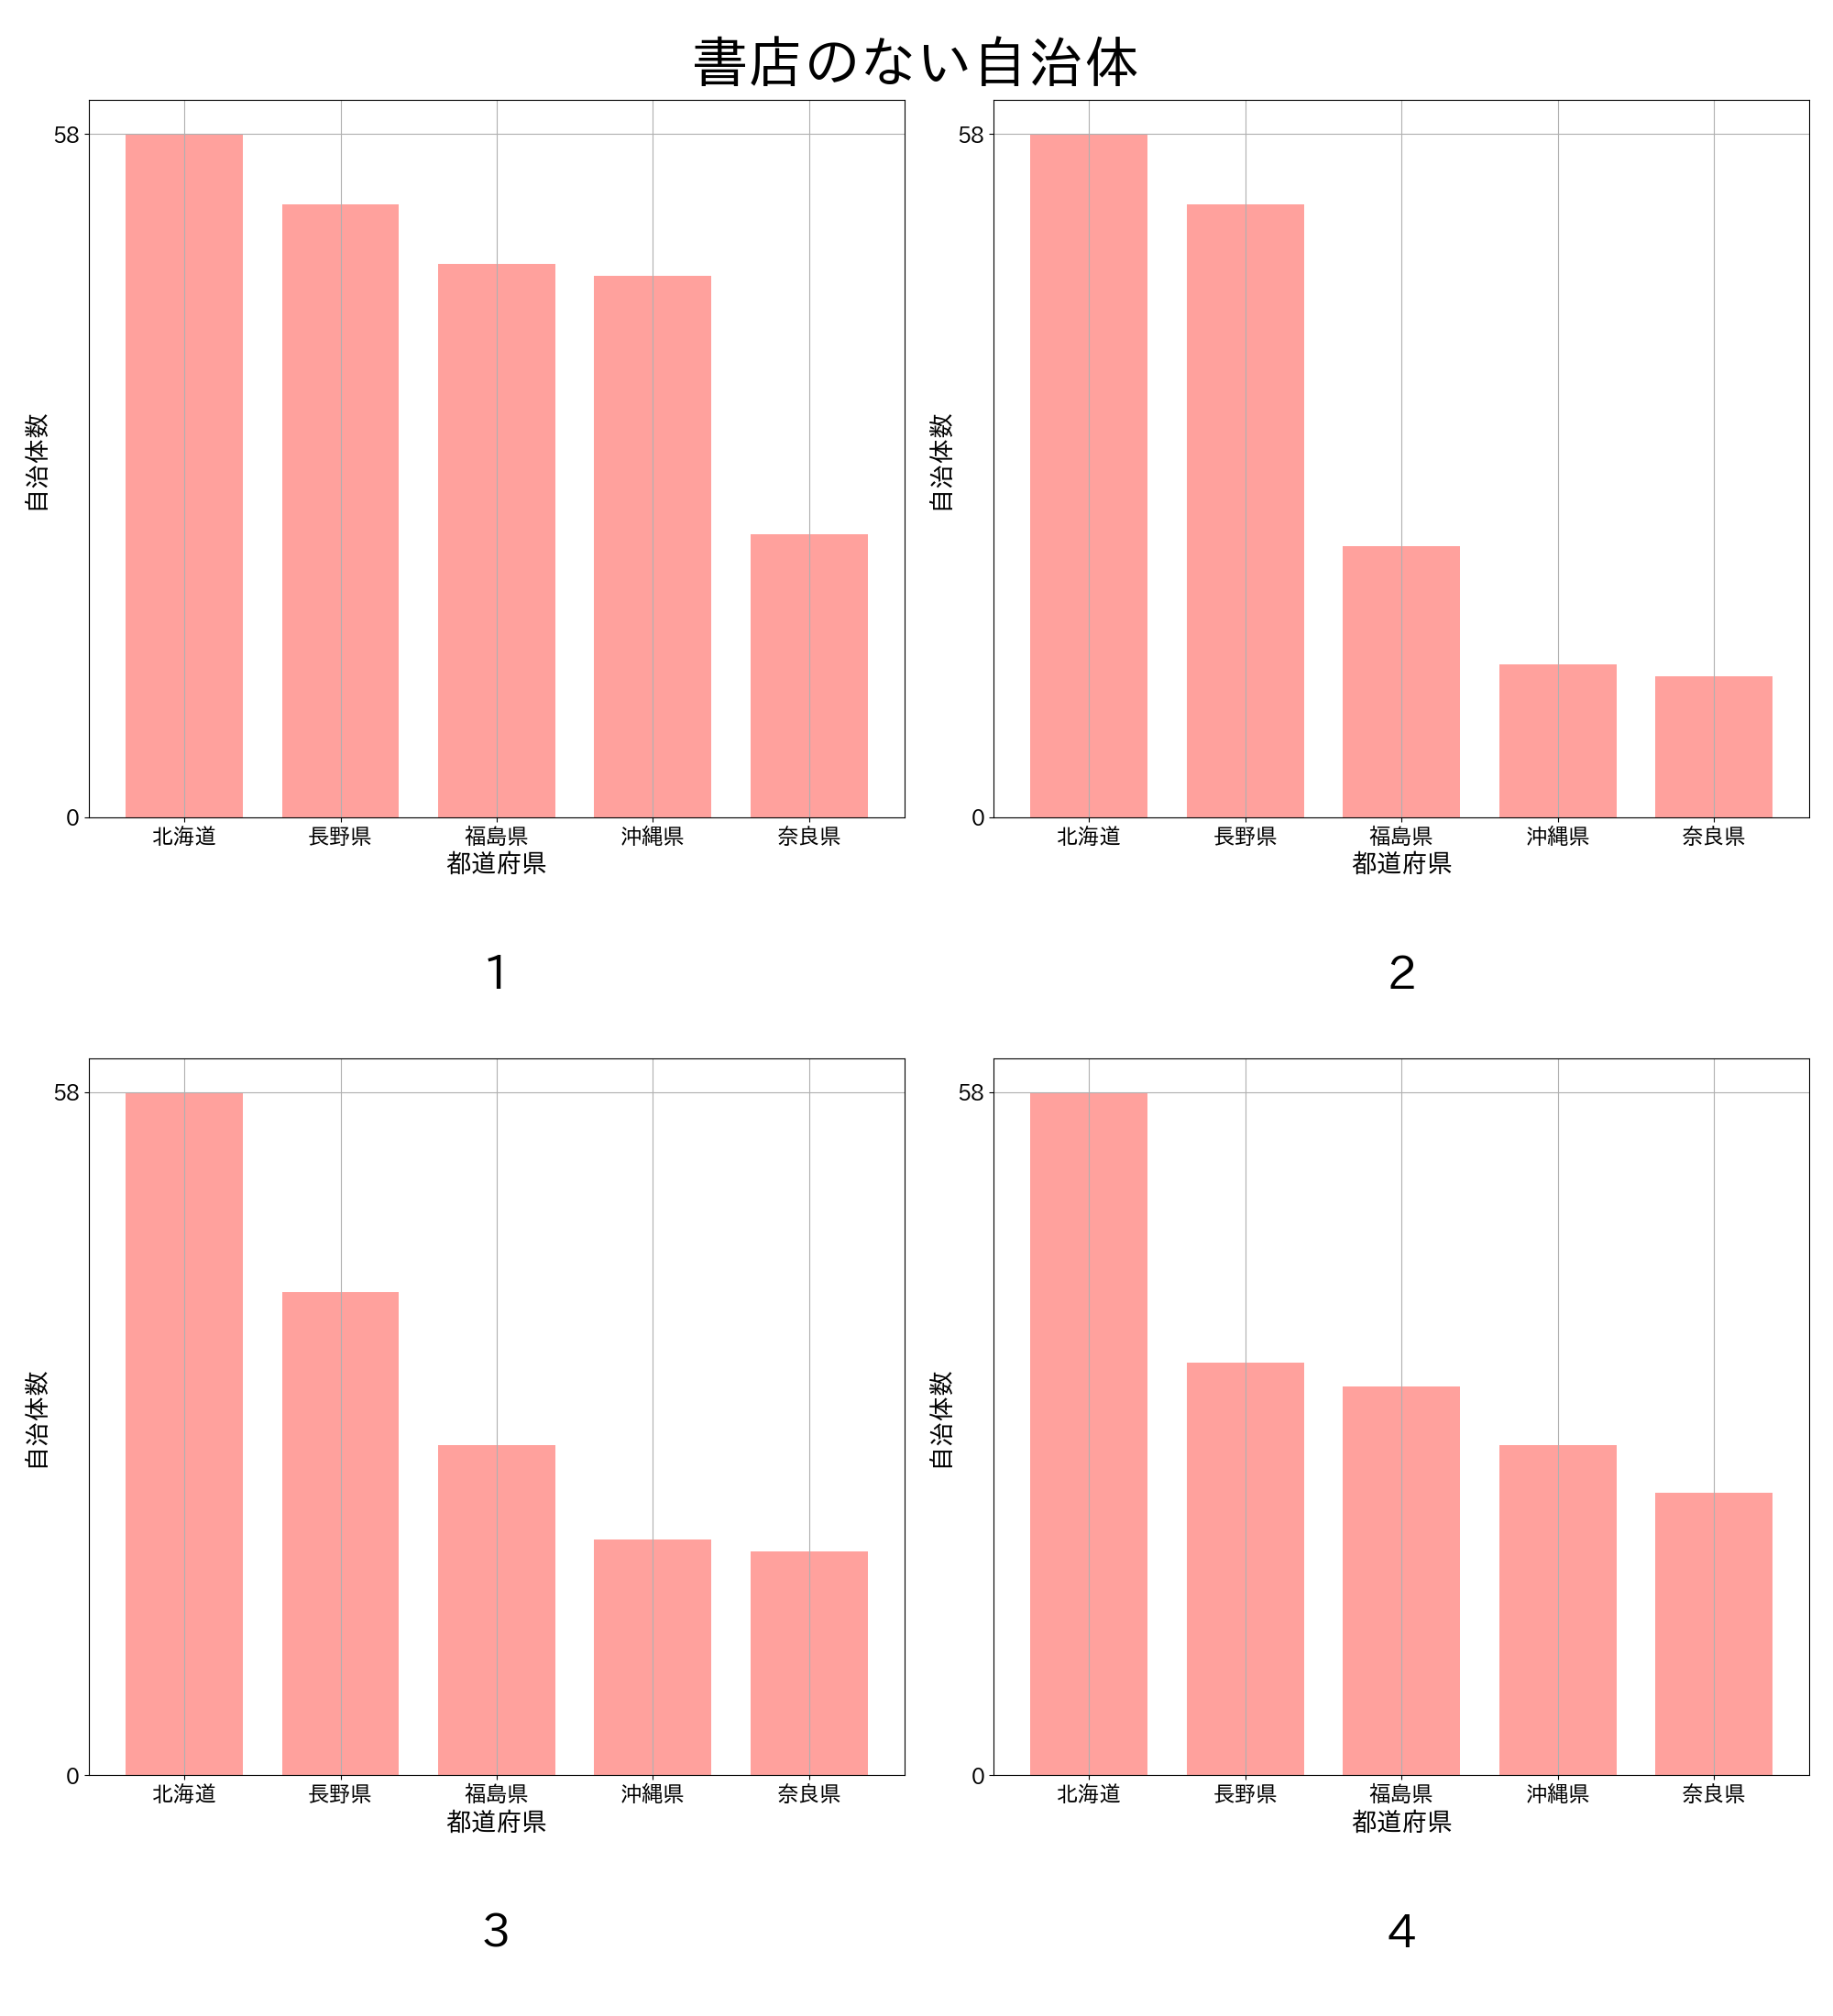 書店のない自治体
58
0
自治体数
北海道 長野県 福島県 沖縄県 奈良県
都道府県
1
58
0
自治体数
北海道 長野県 福島県 沖縄県 奈良県
都道府県
2
58
0
自治体数
北海道 長野県 福島県 沖縄県 奈良県
都道府県
3
58
0
自治体数
北海道 長野県 福島県 沖縄県 奈良県
都道府県
4